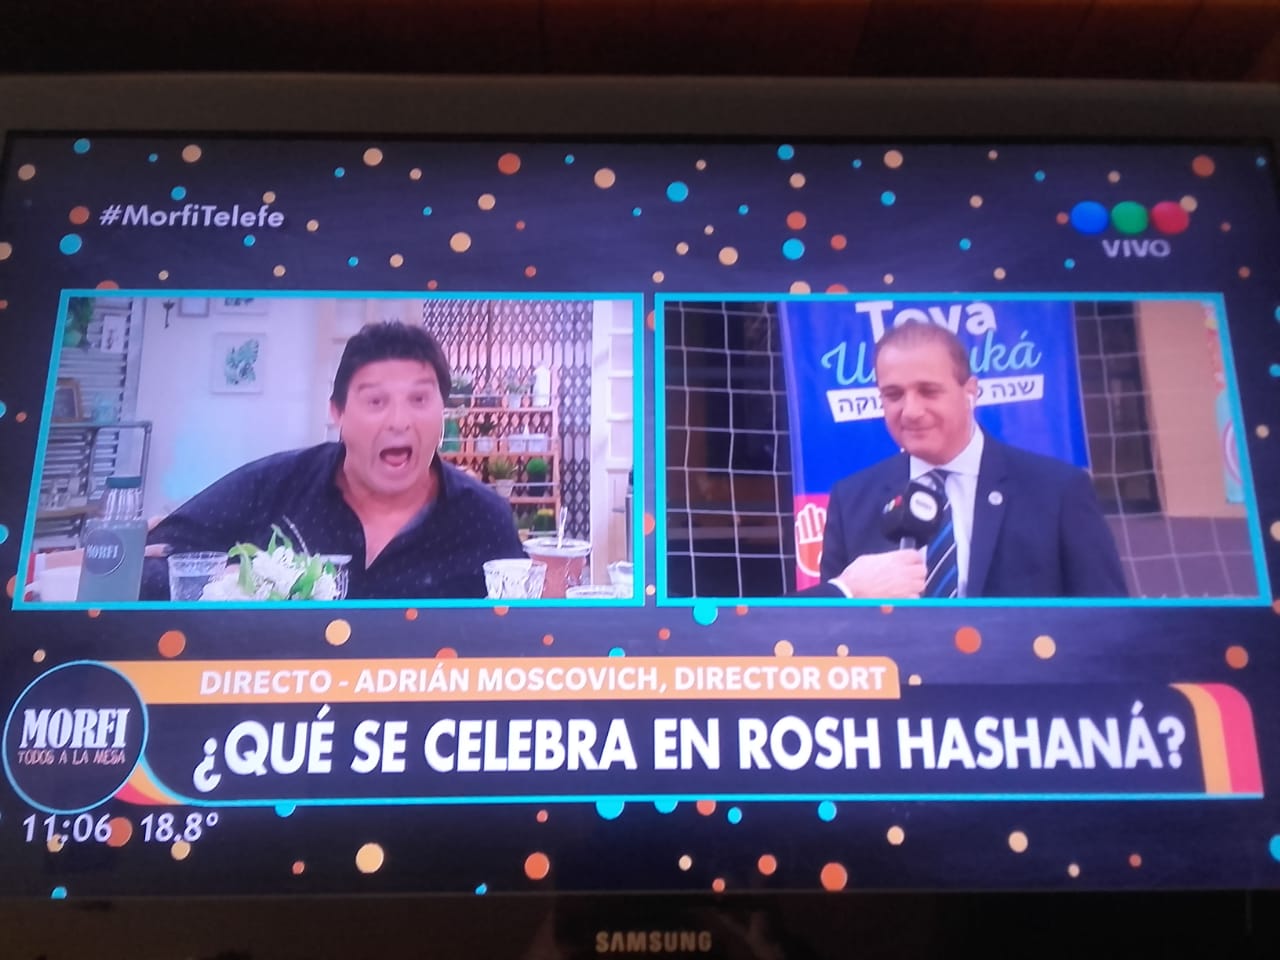 #MorfiTelefe
VIVO
Tova
שנה
MORFI
DIRECTO - ADRIÁN MOSCOVICH, DIRECTOR ORT
¿QUÉ SE CELEBRA EN ROSH HASHANÁ?
MORFI
TODOS A LA MESA
11:06 18.8°
SAMSUNG